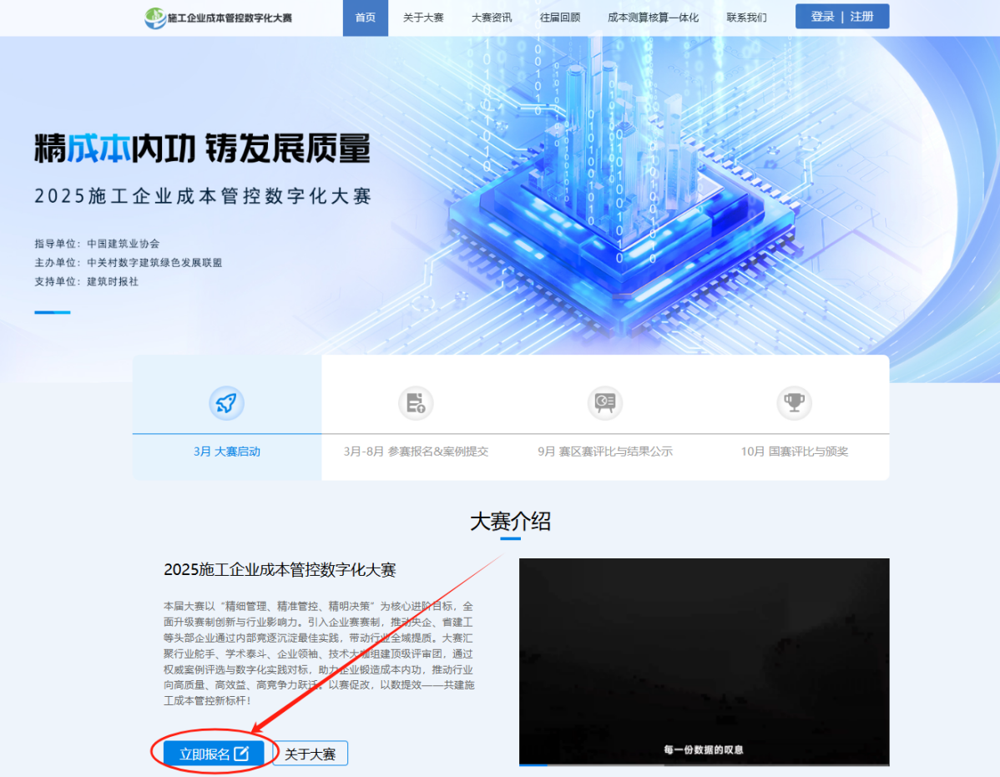 施工企业成本管控数字化大赛
首页 关于大赛 大赛资讯 往届回顾 成本测算核算一体化 联系我们 登录 | 注册
精成本内功 铸发展质量
2025施工企业成本管控数字化大赛
指导单位：中国建筑业协会
主办单位：中关村数字建筑绿色发展联盟
支持单位：建筑时报社
3月 大赛启动 3月-8月 参赛报名&案例提交 9月 赛区赛评比与结果公示 10月 国赛评比与颁奖
大赛介绍
2025施工企业成本管控数字化大赛
本届大赛以“精细管理、精准管控、精明决策”为核心进阶目标，全
面升级赛制创新与行业影响力。引入企业赛赛制，推动央企、省建工
等头部企业通过内部竞逐沉淀最佳实践，带动行业全域提质。大赛汇
聚行业舵手、学术泰斗、企业领袖、技术大咖组建顶级评审团，通过
权威案例评选与数字化实践对标，助力企业锻造成本内功，推动行业
向高质量、高效益、高竞争力跃迁。以赛促改，以数提效——共建施
工成本管控新标杆！
立即报名 关于大赛
每一份数据的叹息